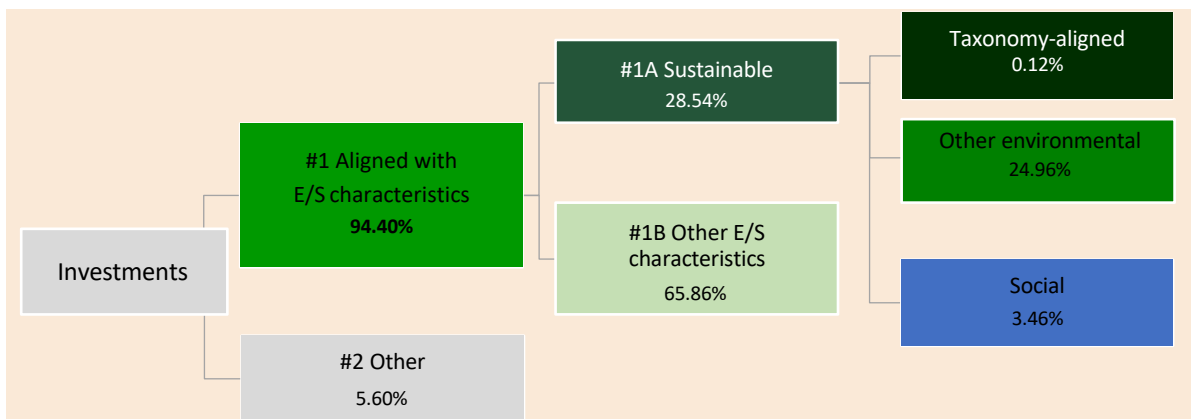 Investments
#1 Aligned with
E/S characteristics
94.40%
#2 Other
5.60%
#1A Sustainable
28.54%
#1B Other E/S
characteristics
65.86%
Taxonomy-aligned
0.12%
Other environmental
24.96%
Social
3.46%